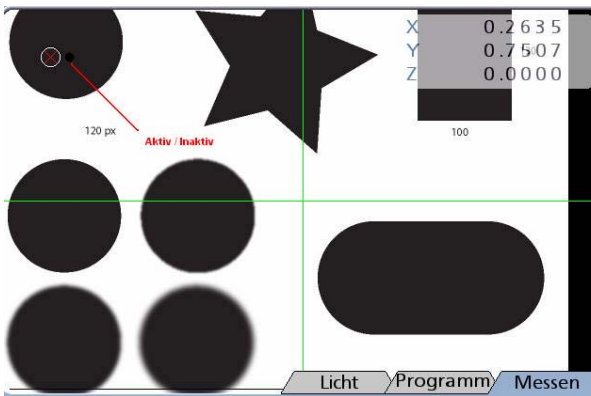 X 0.2635
Y 0.7507
Z 0.0000
120 px
Aktiv / Inaktiv
100
Licht Programm Messen